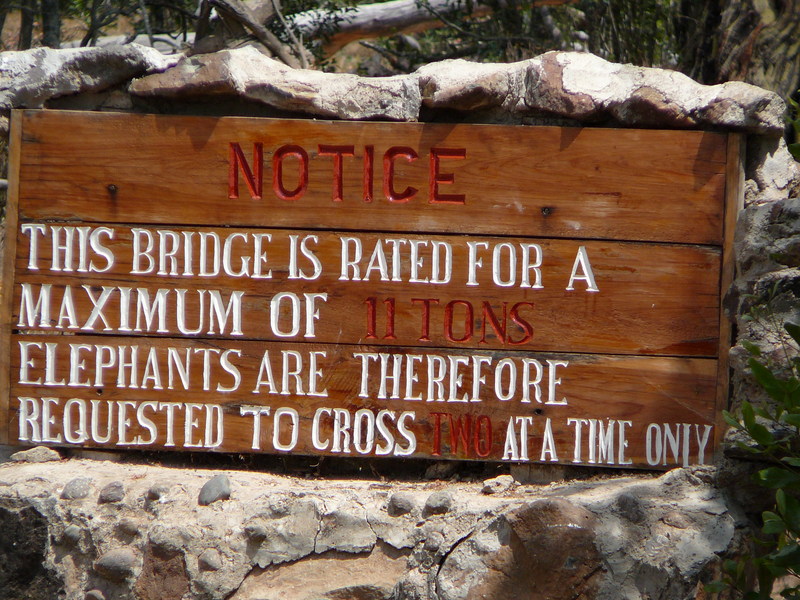 NOTICE
THIS BRIDGE IS RATED FOR A
MAXIMUM OF 11 TONS
ELEPHANTS ARE THEREFORE
REQUESTED TO CROSS TWO AT A TIME ONLY